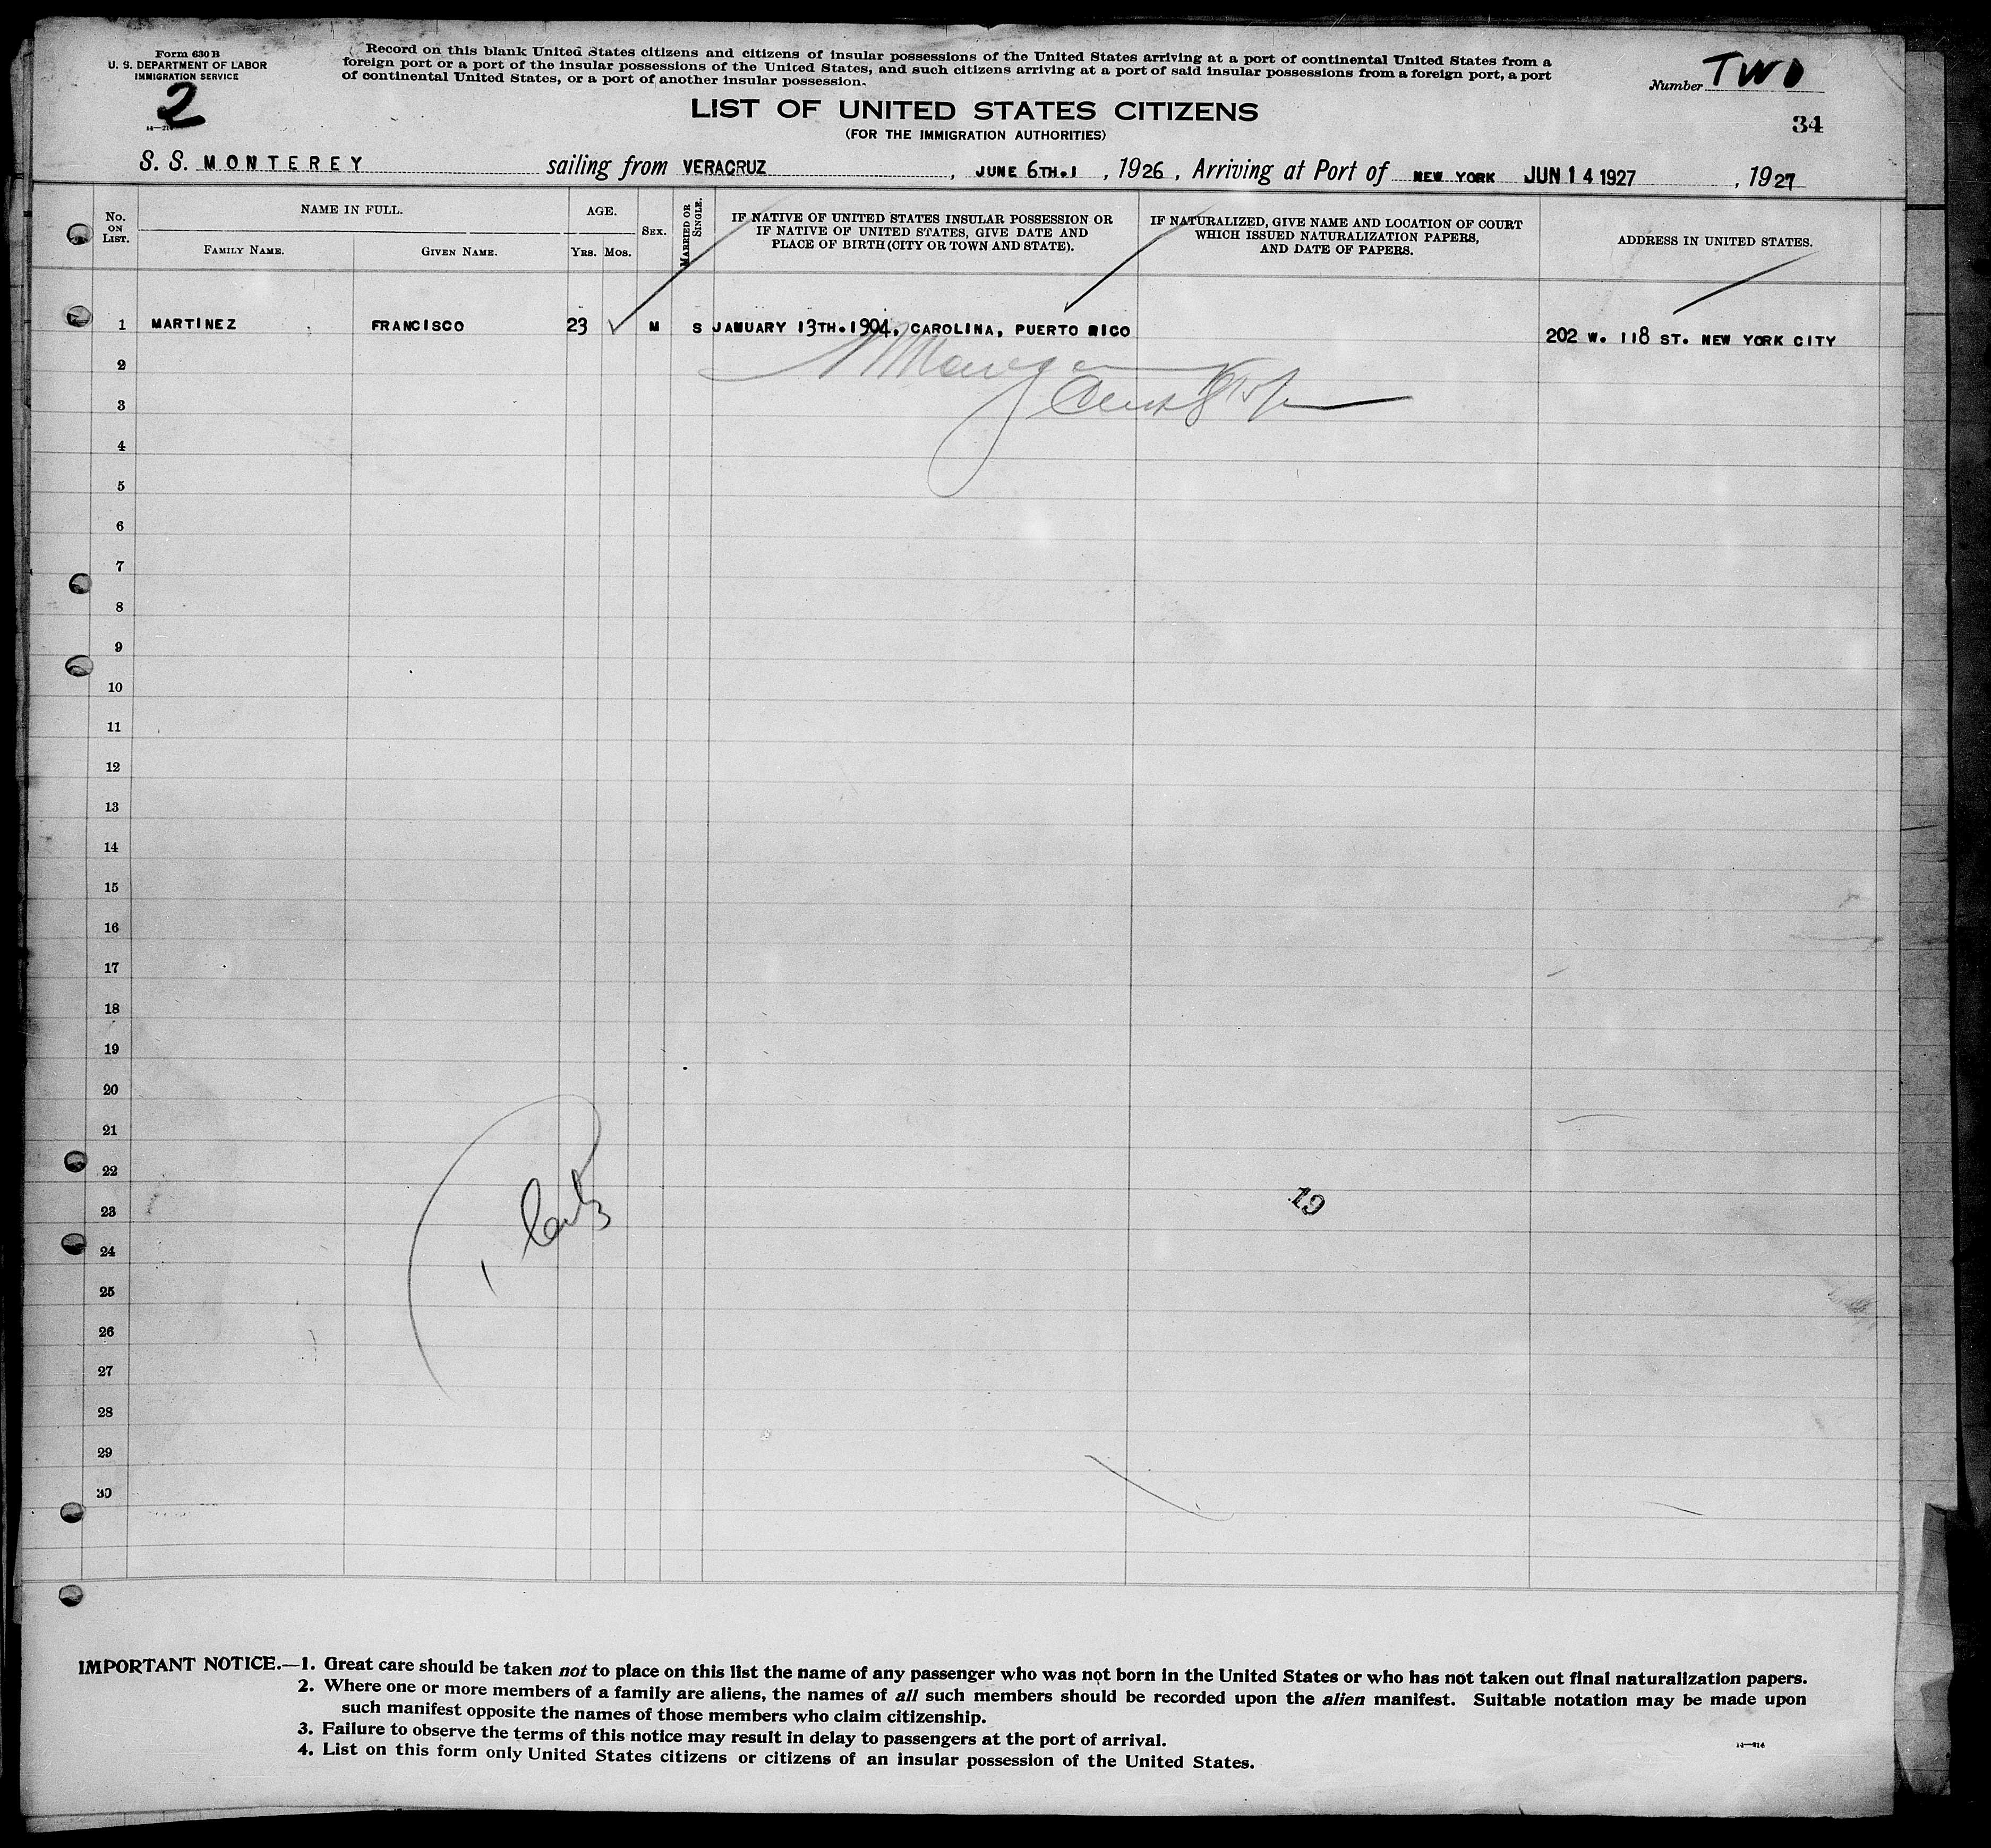 Form 630 B
U. S. DEPARTMENT OF LABOR
IMMIGRATION SERVICE
2
Record on this blank United States citizens and citizens of insular possessions of the United States arriving at a port of continental United States from a
foreign port or a port of the insular possessions of the United States, and such citizens arriving at a port of said insular possessions from a foreign port, a port
of continental United States, or a port of another insular possession.
Number TWO
34
LIST OF UNITED STATES CITIZENS
(FOR THE IMMIGRATION AUTHORITIES)
S. S. MONTEREY sailing from VERACRUZ, JUNE 6TH.1, 1926, Arriving at Port of NEW YORK JUN 14 1927, 1927
No. ON LIST.
NAME IN FULL.
FAMILY NAME.
GIVEN NAME.
AGE.
YRS. MOS.
SEX.
MARRIED OR SINGLE.
IF NATIVE OF UNITED STATES INSULAR POSSESSION OR
IF NATIVE OF UNITED STATES, GIVE DATE AND
PLACE OF BIRTH (CITY OR TOWN AND STATE).
IF NATURALIZED, GIVE NAME AND LOCATION OF COURT
WHICH ISSUED NATURALIZATION PAPERS,
AND DATE OF PAPERS.
ADDRESS IN UNITED STATES.
1 MARTINEZ FRANCISCO 23 M S JANUARY 13TH.1904, CAROLINA, PUERTO RICO 202 W. 118 ST. NEW YORK CITY
2
3
4
5
6
7
8
9
10
11
12
13
14
15
16
17
18
19
20
21
22
23
19
24
25
26
27
28
29
30
IMPORTANT NOTICE.—1. Great care should be taken not to place on this list the name of any passenger who was not born in the United States or who has not taken out final naturalization papers.
2. Where one or more members of a family are aliens, the names of all such members should be recorded upon the alien manifest. Suitable notation may be made upon
such manifest opposite the names of those members who claim citizenship.
3. Failure to observe the terms of this notice may result in delay to passengers at the port of arrival.
4. List on this form only United States citizens or citizens of an insular possession of the United States.
14—214